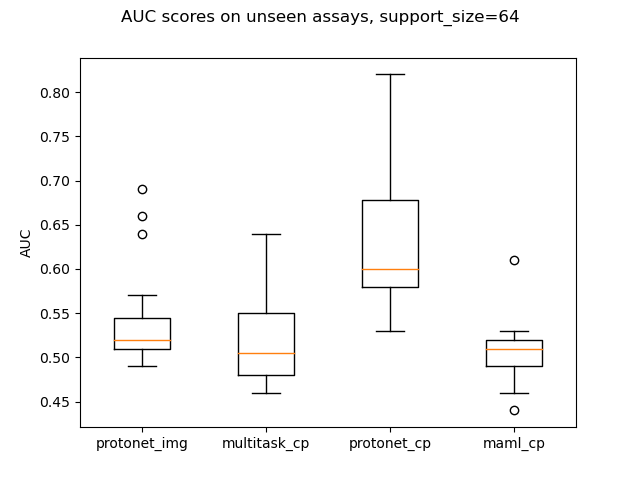 AUC scores on unseen assays, support_size=64
AUC
0.80
0.75
0.70
0.65
0.60
0.55
0.50
0.45
protonet_img
multitask_cp
protonet_cp
maml_cp